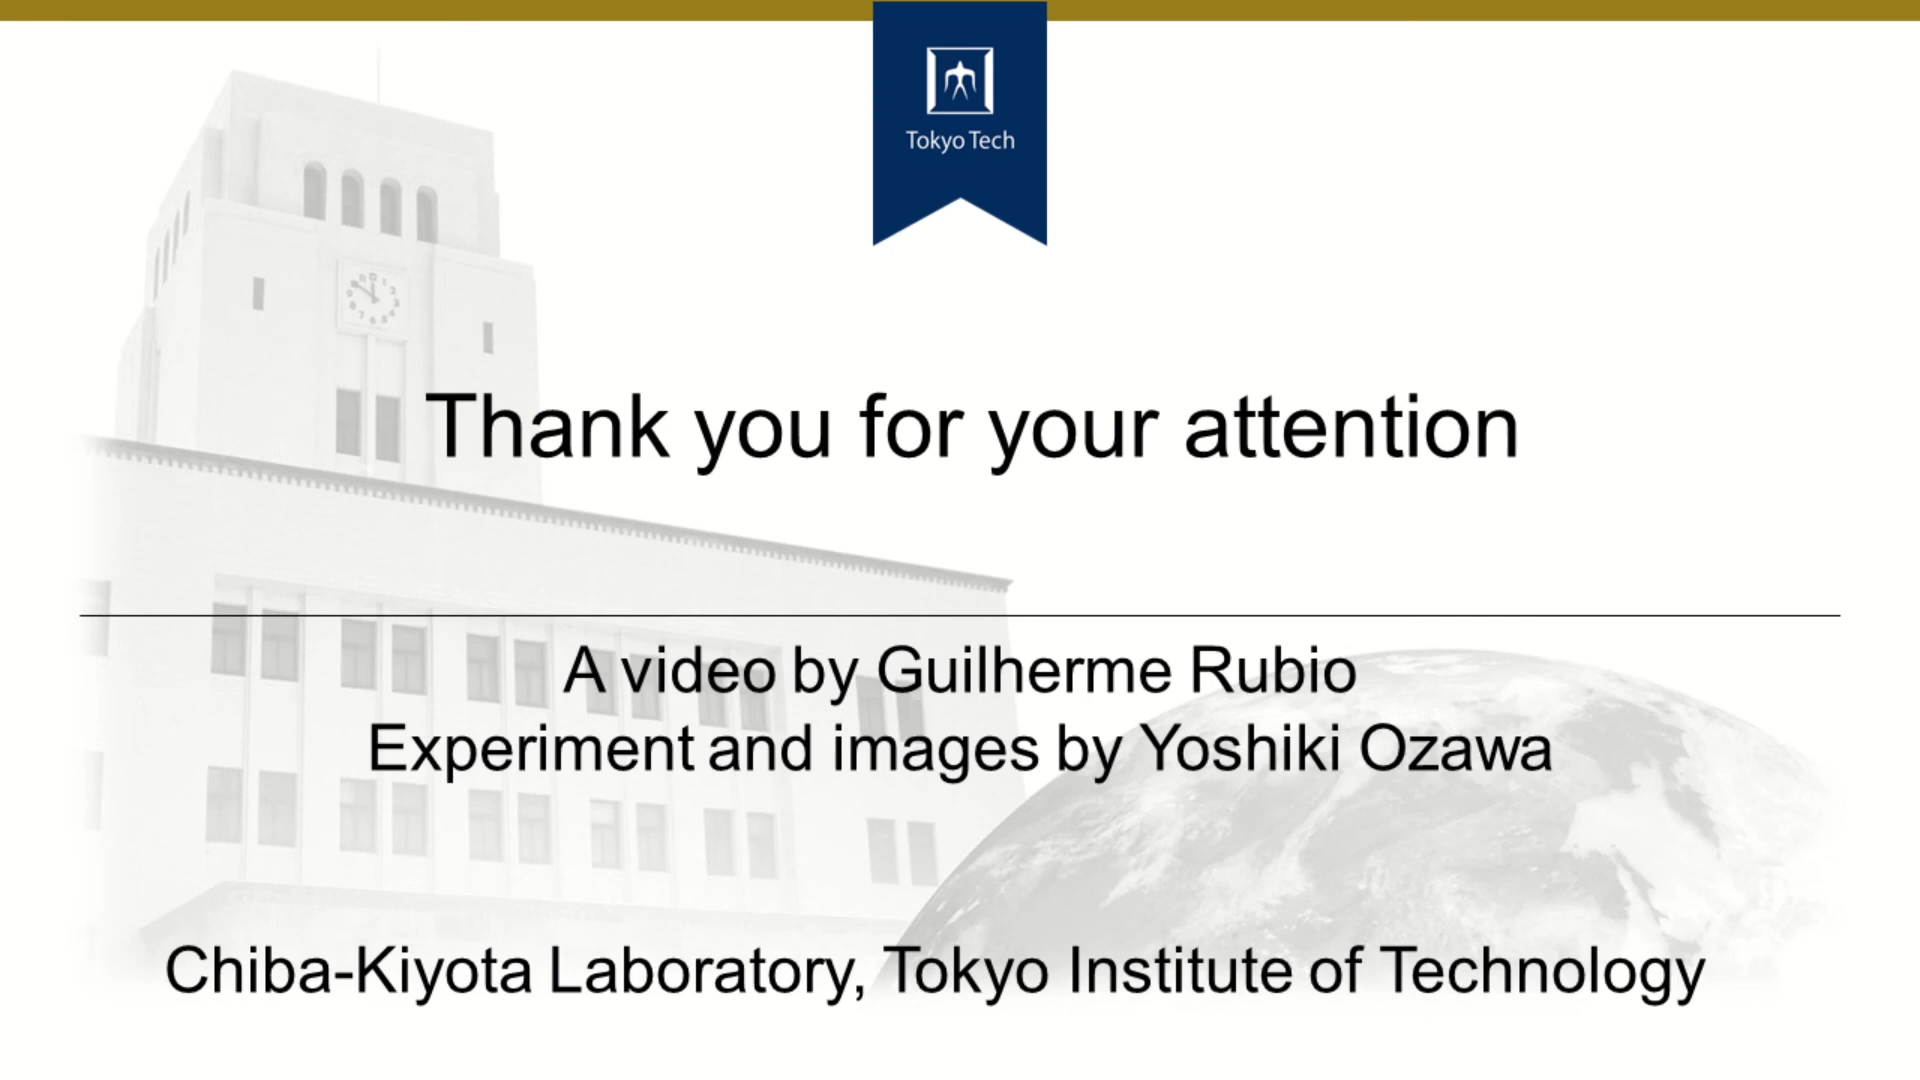 Tokyo Tech
Thank you for your attention
A video by Guilherme Rubio
Experiment and images by Yoshiki Ozawa
Chiba-Kiyota Laboratory, Tokyo Institute of Technology